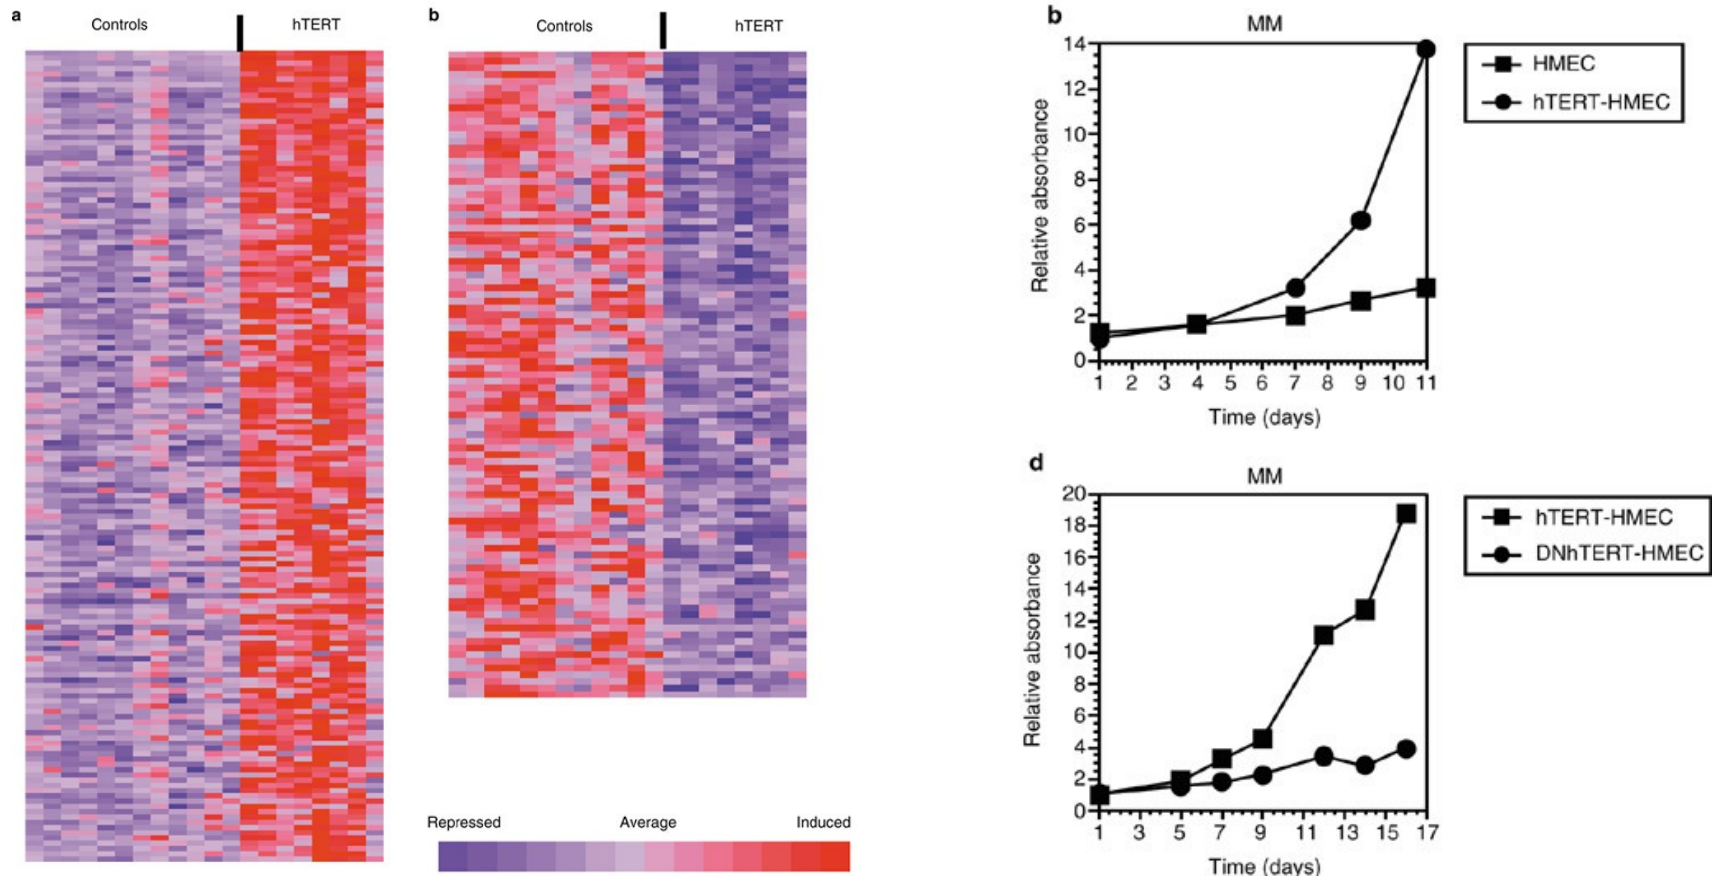 a
Controls
hTERT
b
Controls
hTERT
Repressed
Average
Induced
b
MM
14
12
10
8
6
4
2
0
Relative absorbance
1 2 3 4 5 6 7 8 9 10 11
Time (days)
HMEC
hTERT-HMEC
d
MM
20
18
16
14
12
10
8
6
4
2
0
Relative absorbance
1 3 5 7 9 11 13 15 17
Time (days)
hTERT-HMEC
DNhTERT-HMEC